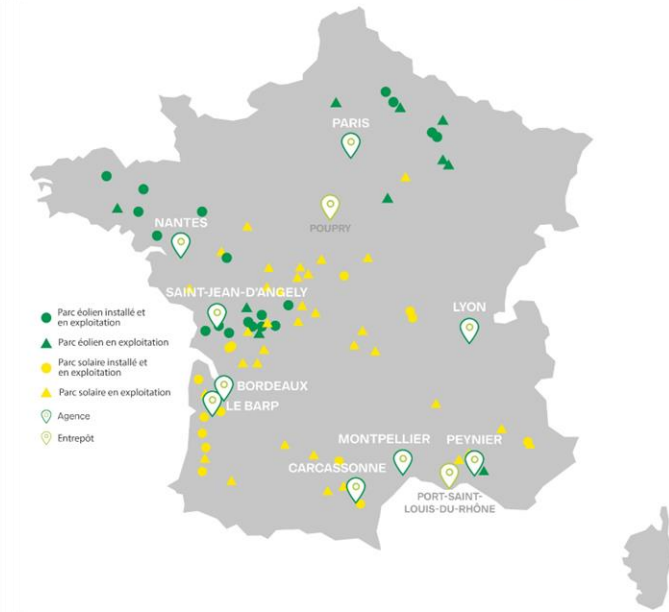 PARIS
POUPRY
NANTES
SAINT-JEAN-D'ANGELY
LYON
Parc éolien installé et
en exploitation
Parc éolien en exploitation
Parc solaire installé et
en exploitation
Parc solaire en exploitation
Agence
Entrepôt
BORDEAUX
LE BARP
MONTPELLIER
PEYNIER
CARCASSONNE
PORT-SAINT-
LOUIS-DU-RHÔNE